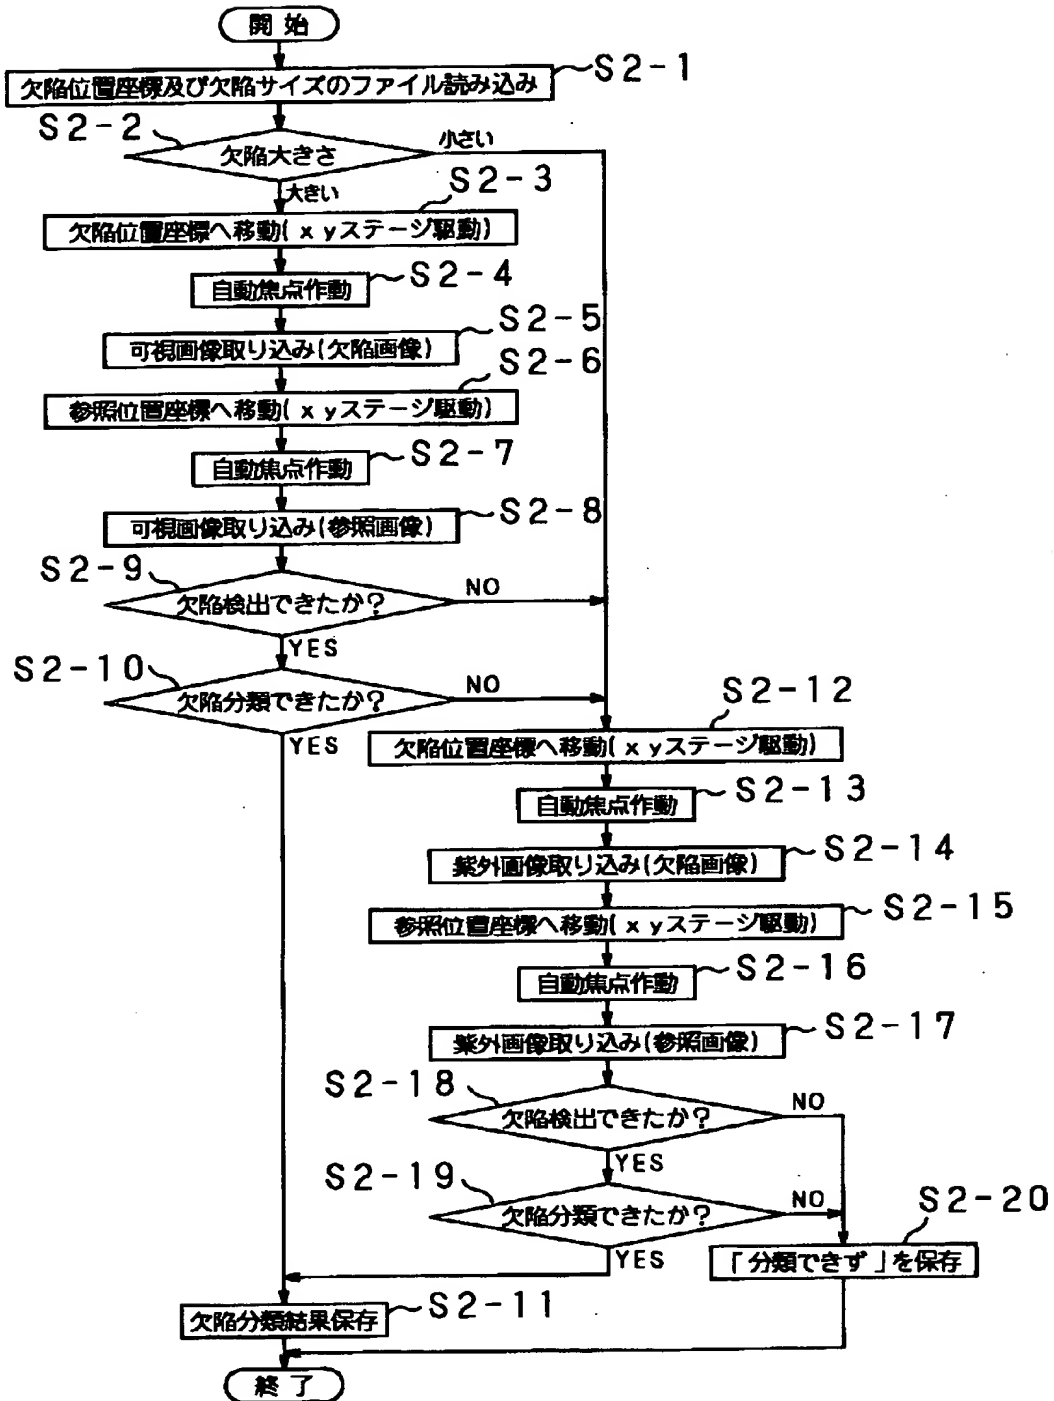 開始
欠陥位置座標及び欠陥サイズのファイル読み込み
S2-1
S2-2
欠陥大きさ
小さい
大きい
S2-3
欠陥位置座標へ移動(xyステージ駆動)
S2-4
自動焦点作動
S2-5
可視画像取り込み(欠陥画像)
S2-6
参照位置座標へ移動(xyステージ駆動)
S2-7
自動焦点作動
S2-8
可視画像取り込み(参照画像)
S2-9
欠陥検出できたか?
NO
YES
S2-10
欠陥分類できたか?
NO
YES
S2-12
欠陥位置座標へ移動(xyステージ駆動)
S2-13
自動焦点作動
S2-14
紫外画像取り込み(欠陥画像)
S2-15
参照位置座標へ移動(xyステージ駆動)
S2-16
自動焦点作動
S2-17
紫外画像取り込み(参照画像)
S2-18
欠陥検出できたか?
NO
YES
S2-19
欠陥分類できたか?
NO
YES
S2-20
「分類できず」を保存
S2-11
欠陥分類結果保存
終了